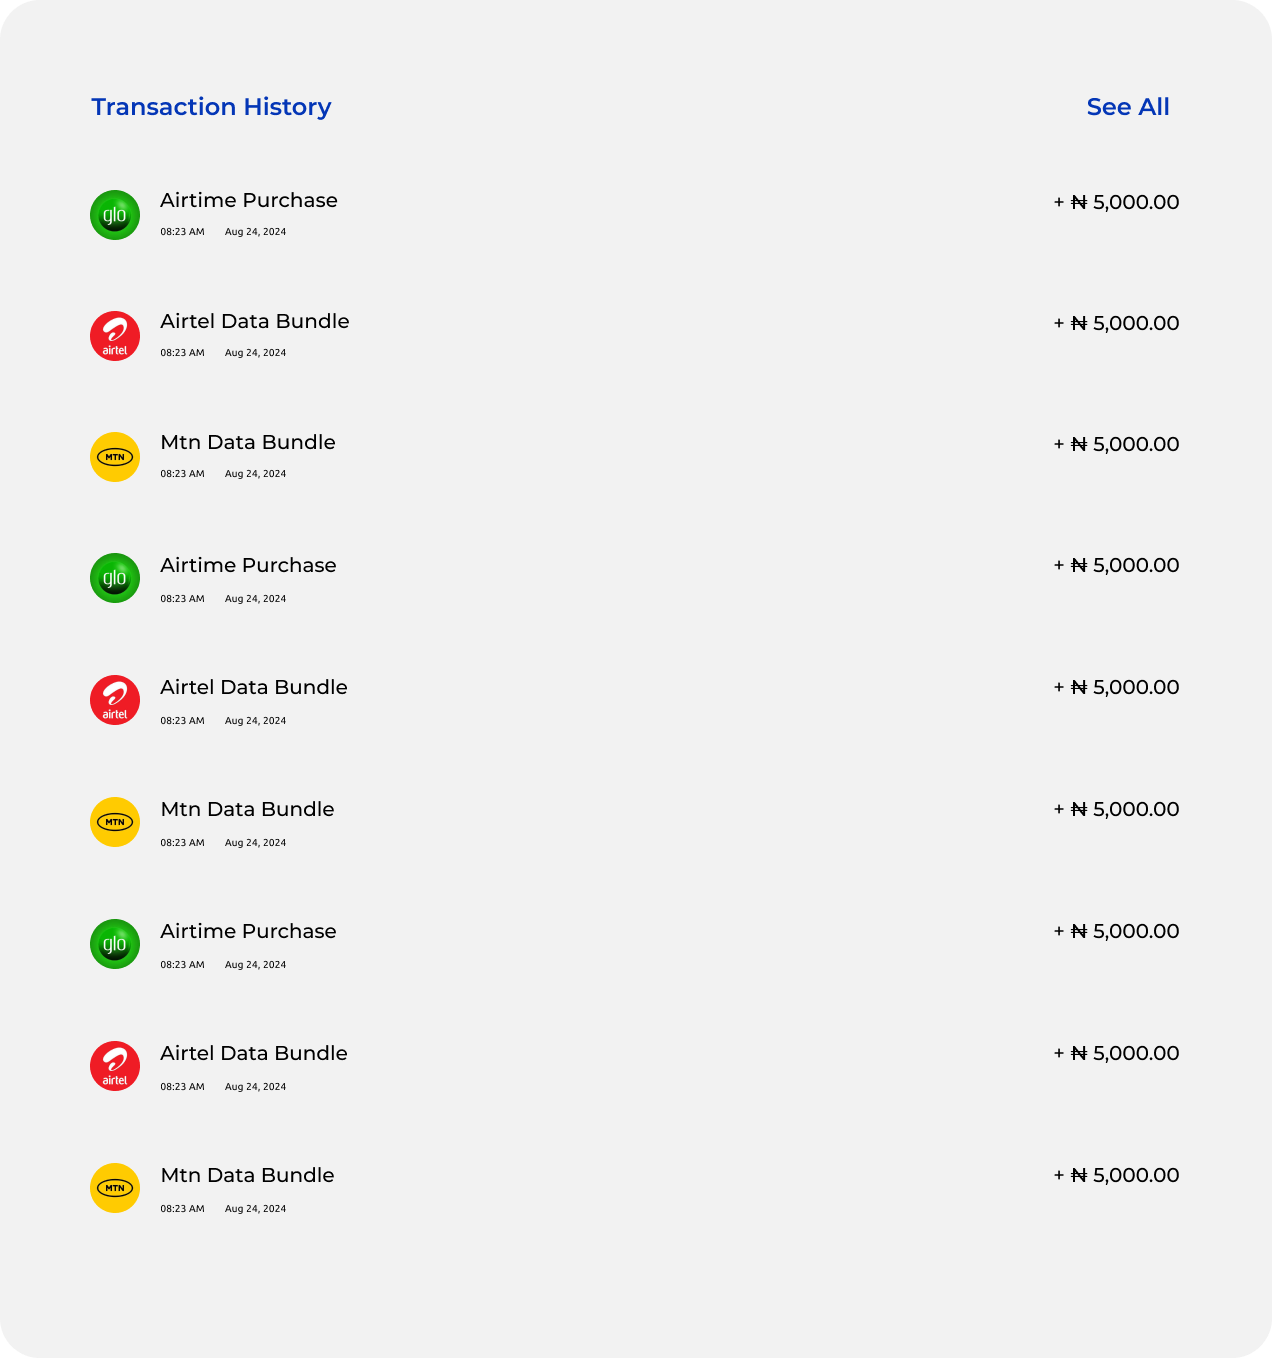 Transaction History See All
glo Airtime Purchase + ₦ 5,000.00
08:23 AM Aug 24, 2024
airtel Airtel Data Bundle + ₦ 5,000.00
08:23 AM Aug 24, 2024
MTN Mtn Data Bundle + ₦ 5,000.00
08:23 AM Aug 24, 2024
glo Airtime Purchase + ₦ 5,000.00
08:23 AM Aug 24, 2024
airtel Airtel Data Bundle + ₦ 5,000.00
08:23 AM Aug 24, 2024
MTN Mtn Data Bundle + ₦ 5,000.00
08:23 AM Aug 24, 2024
glo Airtime Purchase + ₦ 5,000.00
08:23 AM Aug 24, 2024
airtel Airtel Data Bundle + ₦ 5,000.00
08:23 AM Aug 24, 2024
MTN Mtn Data Bundle + ₦ 5,000.00
08:23 AM Aug 24, 2024